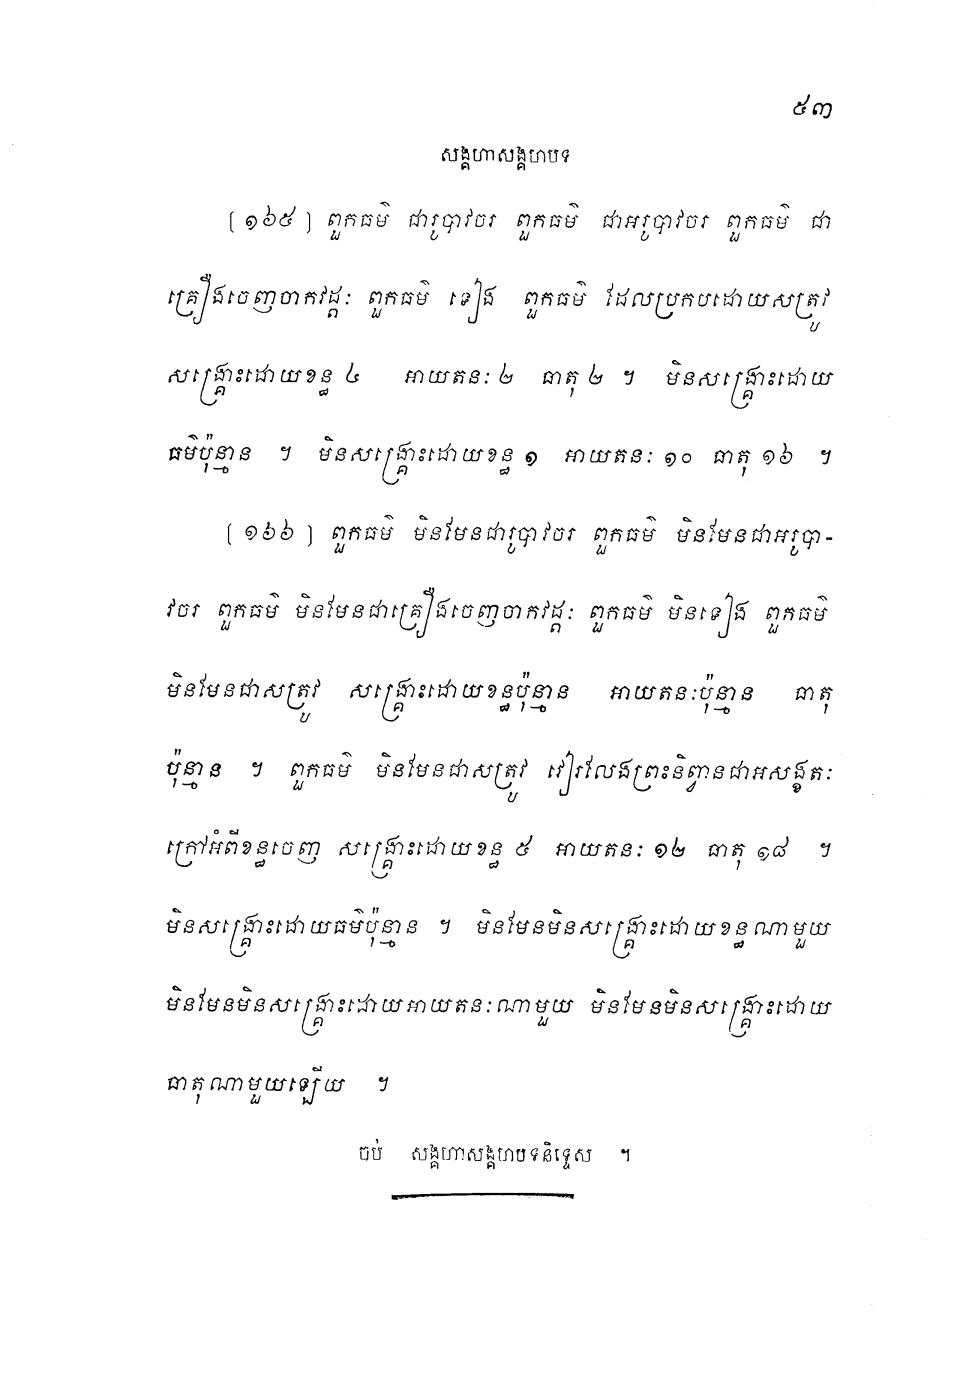 ៥៣
សង្គហាសង្គហបទ
[១៦៥] ពួកធម៌ ជារូបាវចរ ពួកធម៌ ជាអរូបាវចរ ពួកធម៌ ជា
គ្រឿងចេញចាកវដ្តៈ ពួកធម៌ ទៀង ពួកធម៌ ដែលប្រកបដោយសត្រូវ
សង្គ្រោះដោយខន្ធ ៤ អាយតនៈ ២ ធាតុ ២ ។ មិនសង្គ្រោះដោយ
ធម៌ប៉ុន្មាន ។ មិនសង្គ្រោះដោយខន្ធ ១ អាយតនៈ ១០ ធាតុ ១៦ ។
[១៦៦] ពួកធម៌ មិនមែនជារូបាវចរ ពួកធម៌ មិនមែនជាអរូបា-
វចរ ពួកធម៌ មិនមែនជាគ្រឿងចេញចាកវដ្តៈ ពួកធម៌ មិនទៀង ពួកធម៌
មិនមែនជាសត្រូវ សង្គ្រោះដោយខន្ធប៉ុន្មាន អាយតនៈប៉ុន្មាន ធាតុ
ប៉ុន្មាន ។ ពួកធម៌ មិនមែនជាសត្រូវ វៀរលែងព្រះនិព្វានជាអសង្ខតៈ
ក្រៅអំពីខន្ធចេញ សង្គ្រោះដោយខន្ធ ៥ អាយតនៈ ១២ ធាតុ ១៨ ។
មិនសង្គ្រោះដោយធម៌ប៉ុន្មាន ។ មិនមែនមិនសង្គ្រោះដោយខន្ធណាមួយ
មិនមែនមិនសង្គ្រោះដោយអាយតនៈណាមួយ មិនមែនមិនសង្គ្រោះដោយ
ធាតុណាមួយឡើយ ។
ចប់ សង្គហាសង្គហបទនិទ្ទេស ។